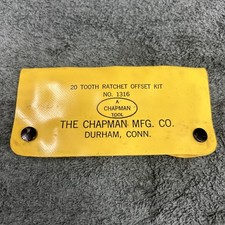 20 TOOTH RATCHET OFFSET KIT
NO. 1316
A
CHAPMAN
TOOL
THE CHAPMAN MFG. CO.
DURHAM, CONN.